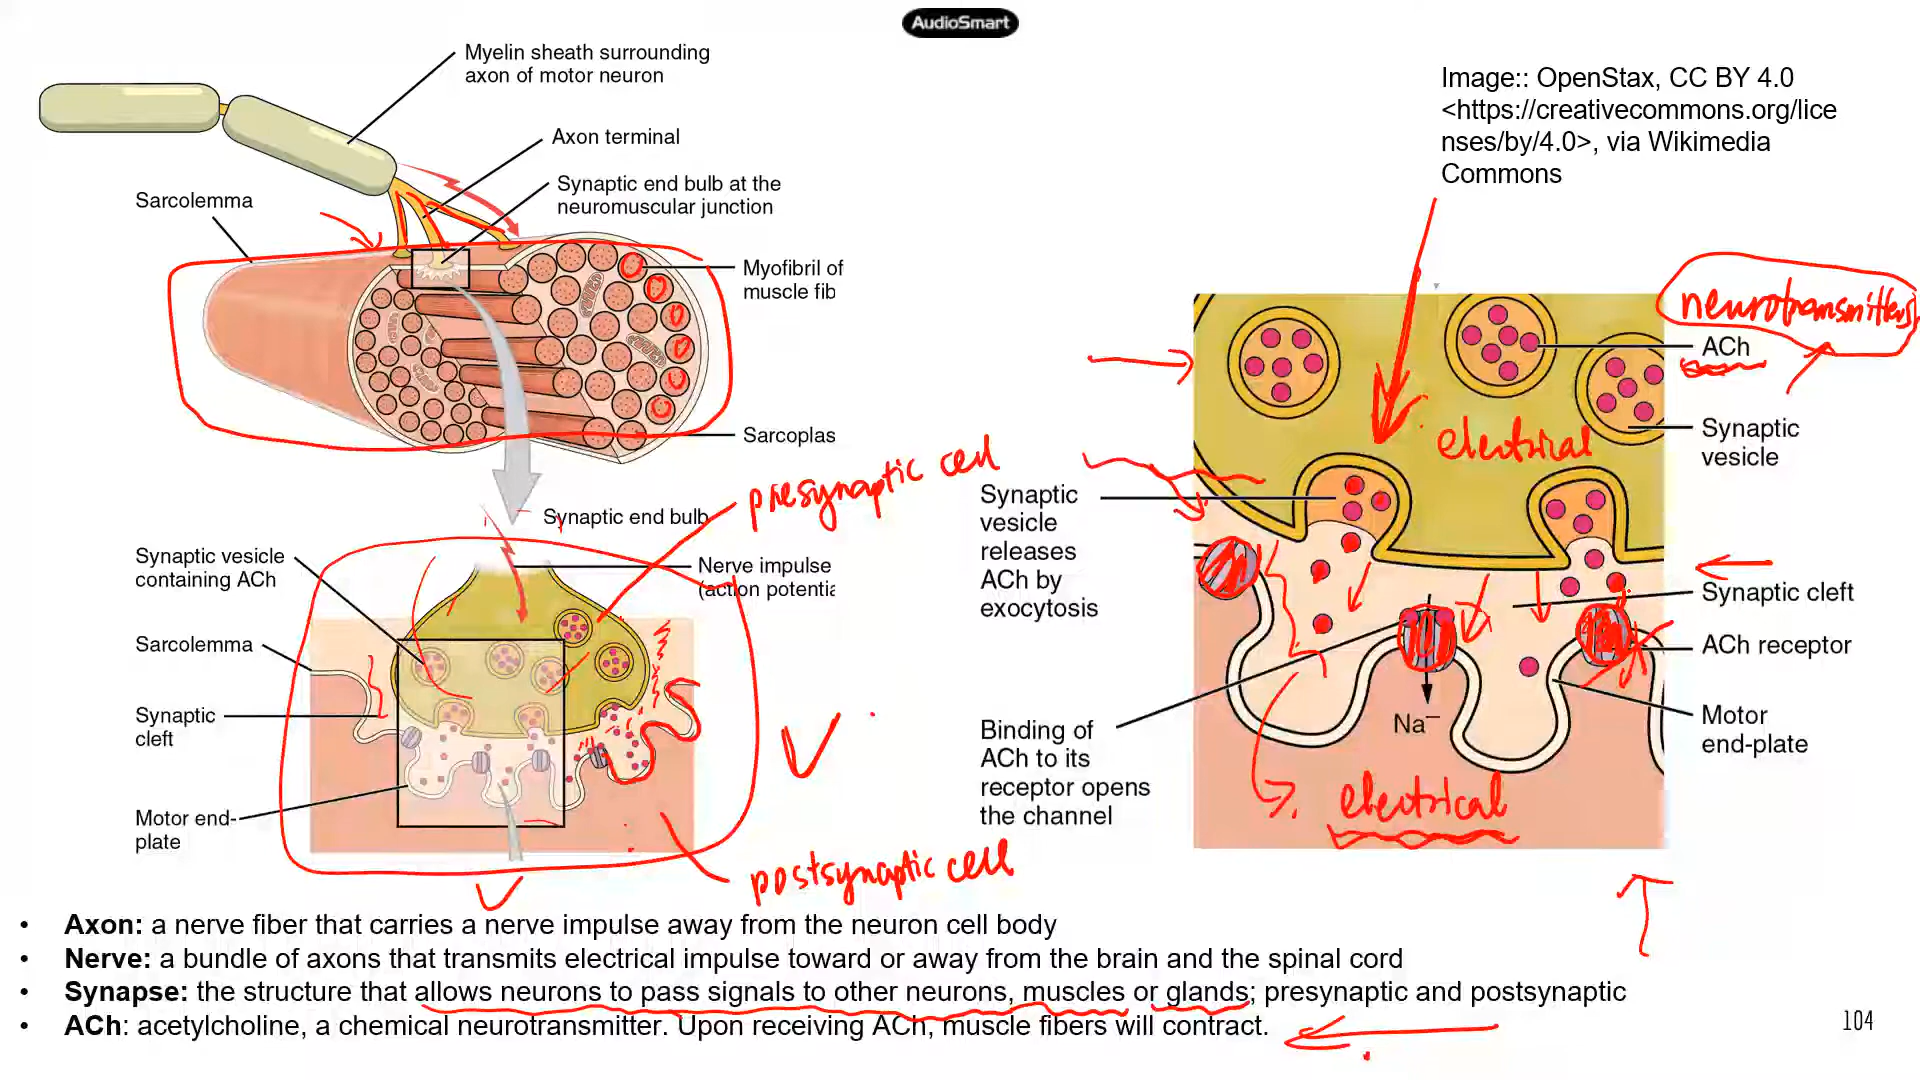 AudioSmart
Myelin sheath surrounding
axon of motor neuron
Axon terminal
Synaptic end bulb at the
neuromuscular junction
Sarcolemma
Myofibril of
muscle fib
Sarcoplas
Synaptic end bulb
Nerve impulse
(action potentia
Synaptic vesicle
containing ACh
Sarcolemma
Synaptic
cleft
Motor end-
plate
presynaptic cell
postsynaptic cell
Image:: OpenStax, CC BY 4.0
<https://creativecommons.org/lice
nses/by/4.0>, via Wikimedia
Commons
neurotransmitters
ACh
Synaptic
vesicle
electrical
Synaptic
vesicle
releases
ACh by
exocytosis
Synaptic cleft
ACh receptor
Binding of
ACh to its
receptor opens
the channel
Na⁻
Motor
end-plate
electrical
• Axon: a nerve fiber that carries a nerve impulse away from the neuron cell body
• Nerve: a bundle of axons that transmits electrical impulse toward or away from the brain and the spinal cord
• Synapse: the structure that allows neurons to pass signals to other neurons, muscles or glands; presynaptic and postsynaptic
• ACh: acetylcholine, a chemical neurotransmitter. Upon receiving ACh, muscle fibers will contract.
104